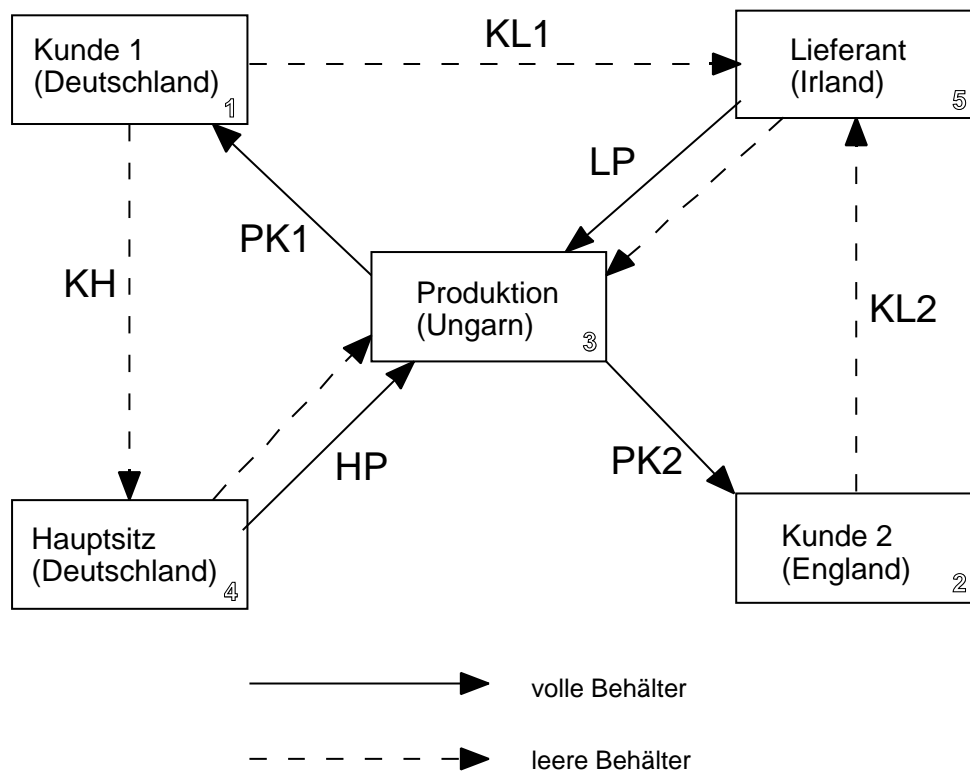 Kunde 1
(Deutschland)
1
KL1
Lieferant
(Irland)
5
LP
PK1
KH
Produktion
(Ungarn)
3
KL2
HP
PK2
Hauptsitz
(Deutschland)
4
Kunde 2
(England)
2
volle Behälter
leere Behälter